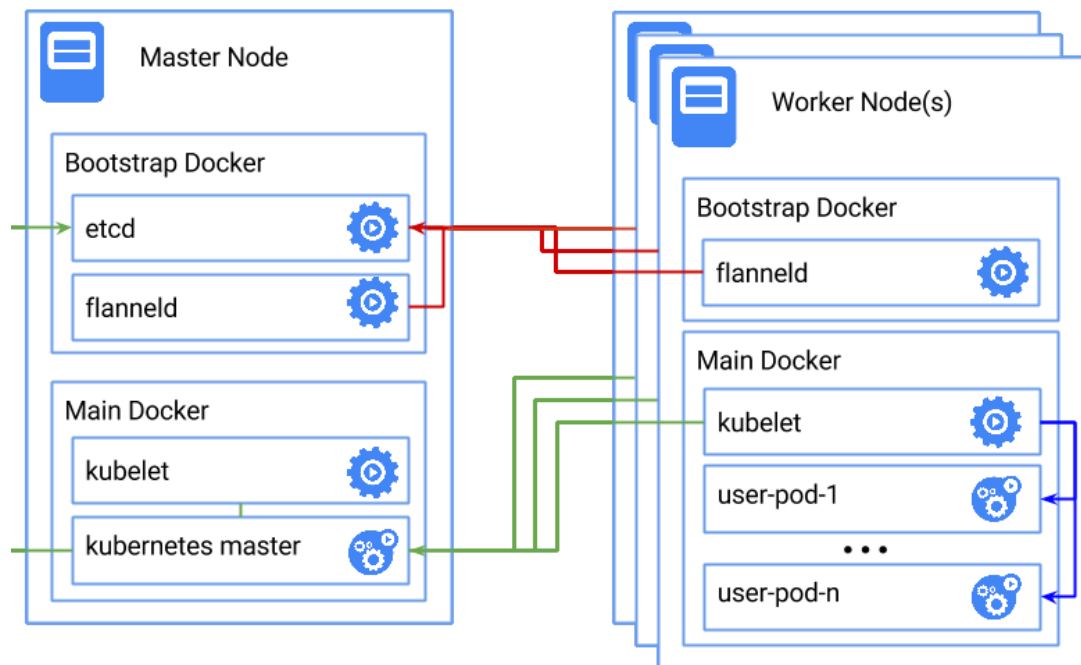 Master Node
Bootstrap Docker
etcd
flanneld
Main Docker
kubelet
kubernetes master
Worker Node(s)
Bootstrap Docker
flanneld
Main Docker
kubelet
user-pod-1
...
user-pod-n